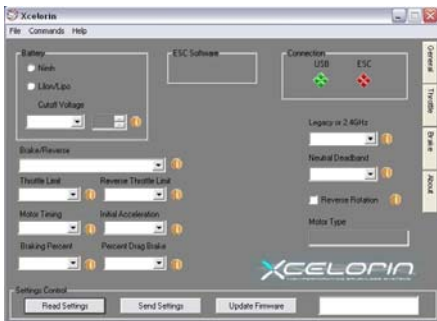 Xcelorin
File Commands Help
Battery
Nimh
LiIon/Lipo
Cutoff Voltage
ESC Software
Connection
USB ESC
General
Throttle
Brake
About
Legacy or 2.4GHz
Brake/Reverse
Neutral Deadband
Throttle Limit Reverse Throttle Limit
Reverse Rotation
Motor Timing Initial Acceleration
Motor Type
Braking Percent Percent Drag Brake
XCELORIN
Settings Control
Read Settings Send Settings Update Firmware